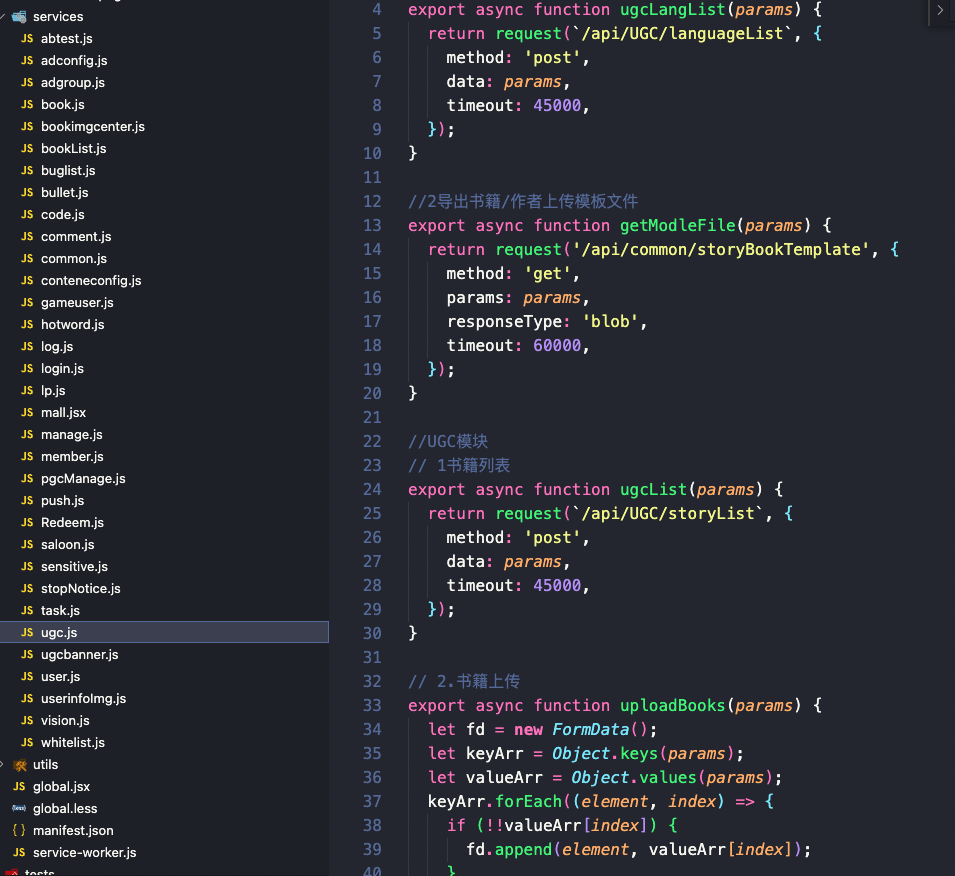 services
JS abtest.js
JS adconfig.js
JS adgroup.js
JS book.js
JS bookimgcenter.js
JS bookList.js
JS buglist.js
JS bullet.js
JS code.js
JS comment.js
JS common.js
JS conteneconfig.js
JS gameuser.js
JS hotword.js
JS log.js
JS login.js
JS lp.js
JS mall.jsx
JS manage.js
JS member.js
JS pgcManage.js
JS push.js
JS Redeem.js
JS saloon.js
JS sensitive.js
JS stopNotice.js
JS task.js
JS ugc.js
JS ugcbanner.js
JS user.js
JS userinfoImg.js
JS vision.js
JS whitelist.js
utils
JS global.jsx
{less} global.less
{} manifest.json
JS service-worker.js
tests
4 export async function ugcLangList(params) {
5 return request(`/api/UGC/languageList`, {
6 method: 'post',
7 data: params,
8 timeout: 45000,
9 });
10 }
11
12 //2导出书籍/作者上传模板文件
13 export async function getModleFile(params) {
14 return request('/api/common/storyBookTemplate', {
15 method: 'get',
16 params: params,
17 responseType: 'blob',
18 timeout: 60000,
19 });
20 }
21
22 //UGC模块
23 // 1书籍列表
24 export async function ugcList(params) {
25 return request(`/api/UGC/storyList`, {
26 method: 'post',
27 data: params,
28 timeout: 45000,
29 });
30 }
31
32 // 2.书籍上传
33 export async function uploadBooks(params) {
34 let fd = new FormData();
35 let keyArr = Object.keys(params);
36 let valueArr = Object.values(params);
37 keyArr.forEach((element, index) => {
38 if (!!valueArr[index]) {
39 fd.append(element, valueArr[index]);
40 }